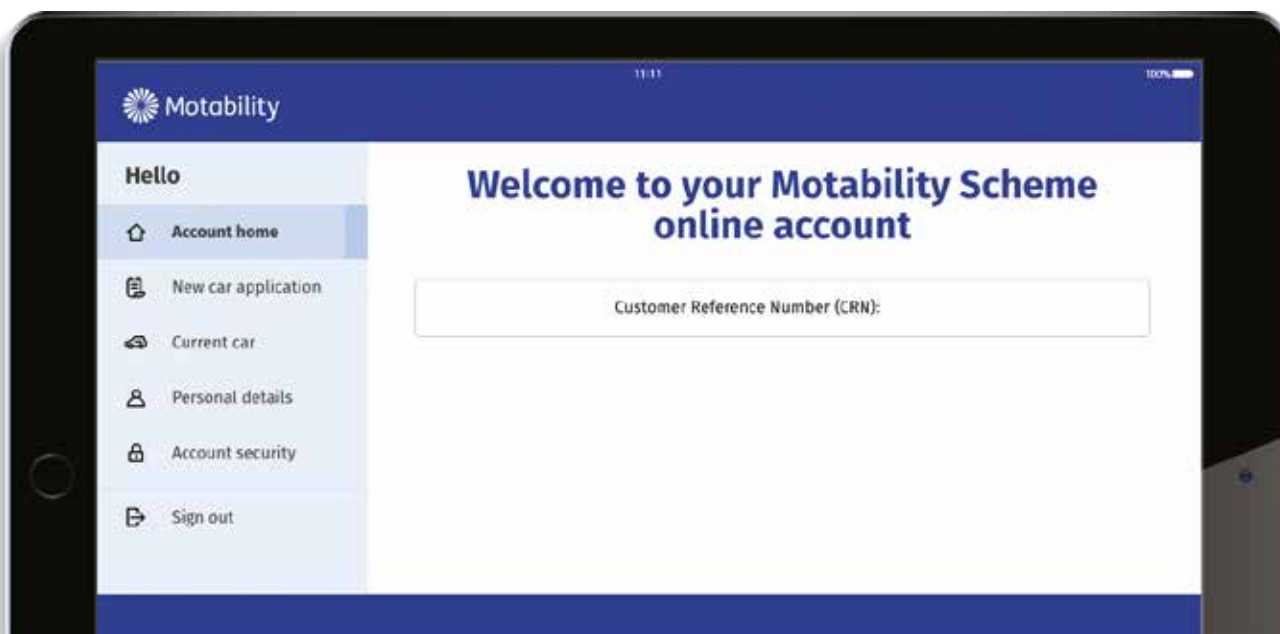 11:11
100%
Motability
Hello
Account home
New car application
Current car
Personal details
Account security
Sign out
Welcome to your Motability Scheme
online account
Customer Reference Number (CRN):